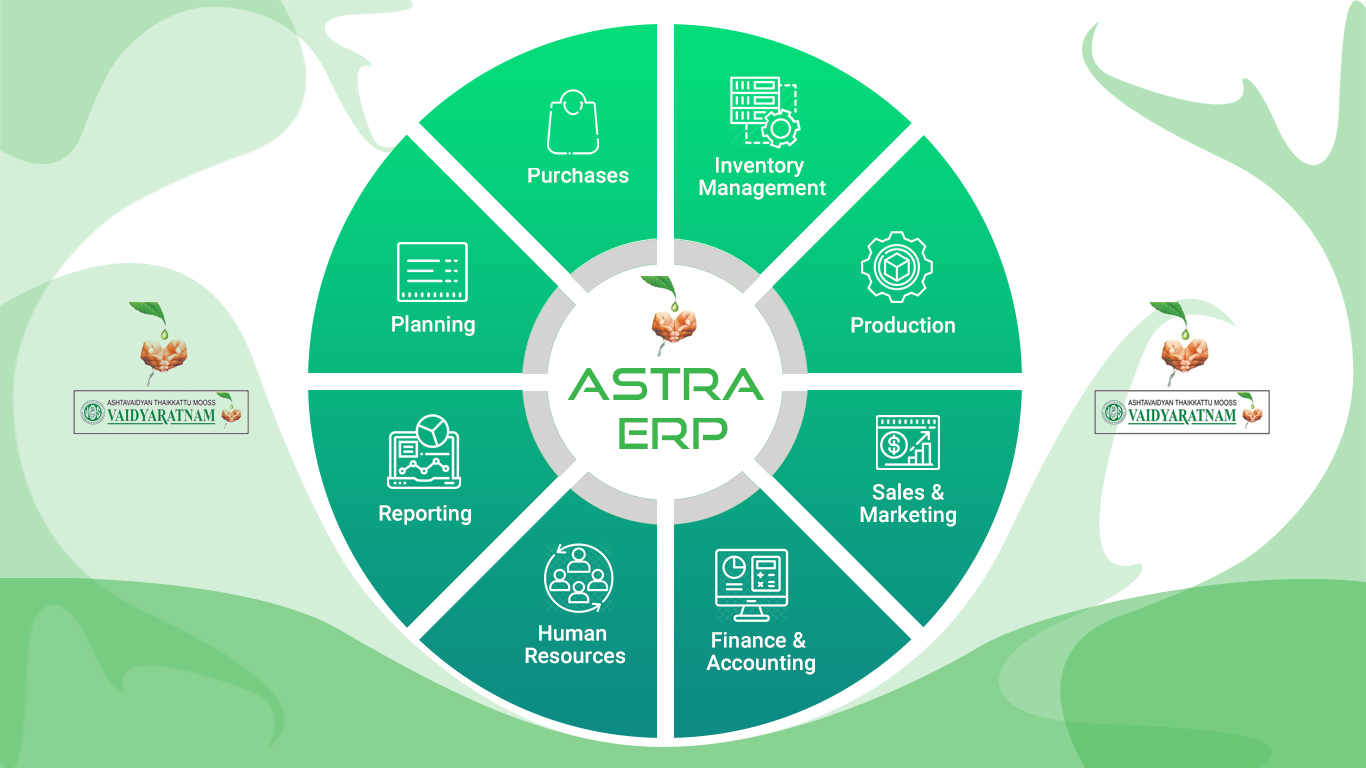 Purchases
Inventory
Management
Planning
Production
ASTRA
ERP
ASHTAVAIDYAN THAIKKATTU MOOSS
VAIDYARATNAM
ASHTAVAIDYAN THAIKKATTU MOOSS
VAIDYARATNAM
Reporting
Sales &
Marketing
Human
Resources
Finance &
Accounting